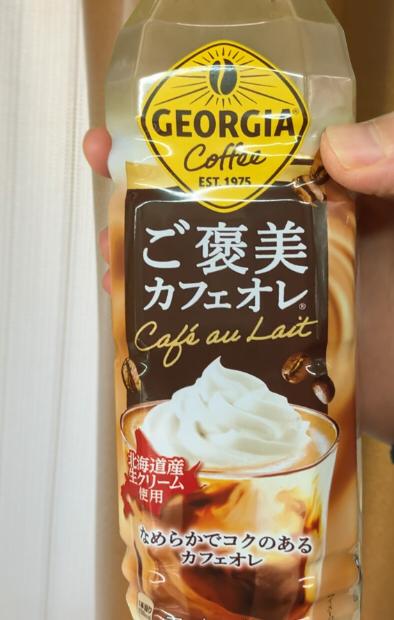 GEORGIA®
Coffee
EST. 1975
ご褒美
カフェオレ®
Café au Lait
北海道産
生クリーム
使用
なめらかでコクのある
カフェオレ